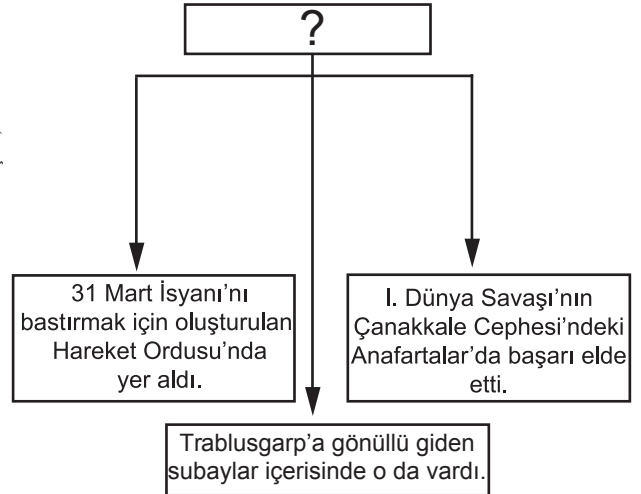 ?
31 Mart İsyanı'nı
bastırmak için oluşturulan
Hareket Ordusu'nda
yer aldı.
I. Dünya Savaşı'nın
Çanakkale Cephesi'ndeki
Anafartalar'da başarı elde
etti.
Trablusgarp'a gönüllü giden
subaylar içerisinde o da vardı.